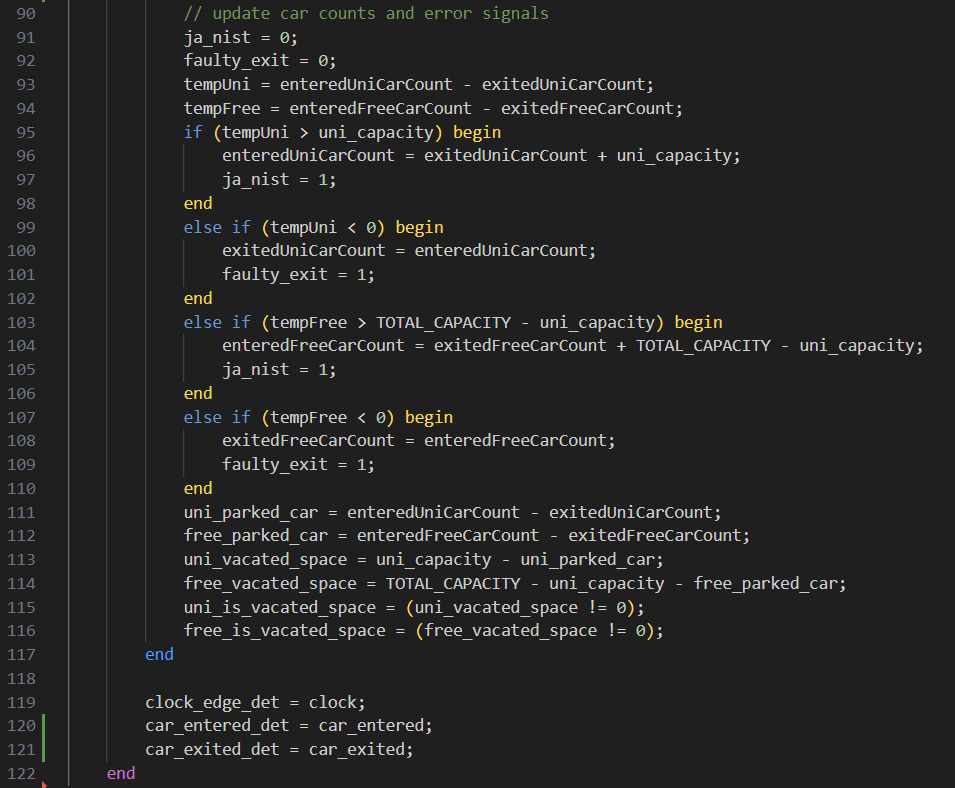 90 // update car counts and error signals
91 ja_nist = 0;
92 faulty_exit = 0;
93 tempUni = enteredUniCarCount - exitedUniCarCount;
94 tempFree = enteredFreeCarCount - exitedFreeCarCount;
95 if (tempUni > uni_capacity) begin
96 enteredUniCarCount = exitedUniCarCount + uni_capacity;
97 ja_nist = 1;
98 end
99 else if (tempUni < 0) begin
100 exitedUniCarCount = enteredUniCarCount;
101 faulty_exit = 1;
102 end
103 else if (tempFree > TOTAL_CAPACITY - uni_capacity) begin
104 enteredFreeCarCount = exitedFreeCarCount + TOTAL_CAPACITY - uni_capacity;
105 ja_nist = 1;
106 end
107 else if (tempFree < 0) begin
108 exitedFreeCarCount = enteredFreeCarCount;
109 faulty_exit = 1;
110 end
111 uni_parked_car = enteredUniCarCount - exitedUniCarCount;
112 free_parked_car = enteredFreeCarCount - exitedFreeCarCount;
113 uni_vacated_space = uni_capacity - uni_parked_car;
114 free_vacated_space = TOTAL_CAPACITY - uni_capacity - free_parked_car;
115 uni_is_vacated_space = (uni_vacated_space != 0);
116 free_is_vacated_space = (free_vacated_space != 0);
117 end
118
119 clock_edge_det = clock;
120 car_entered_det = car_entered;
121 car_exited_det = car_exited;
122 end